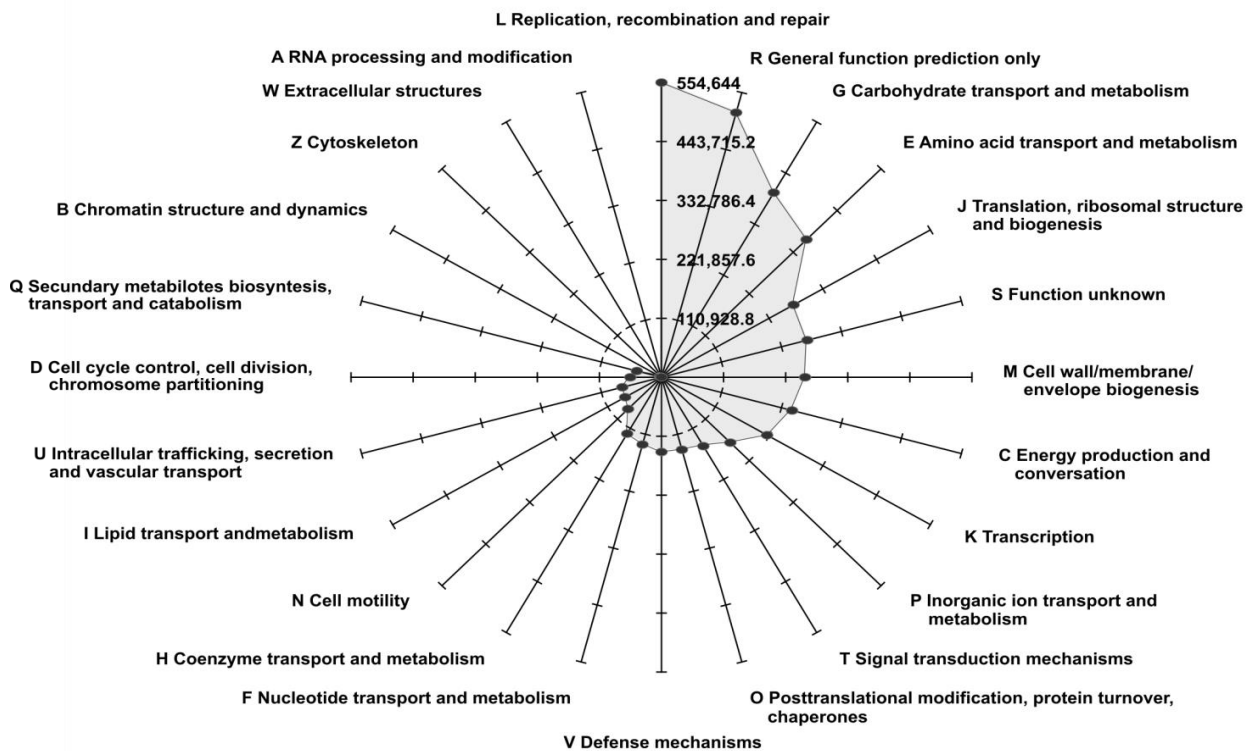 L Replication, recombination and repair
A RNA processing and modification
R General function prediction only
W Extracellular structures
554,644
G Carbohydrate transport and metabolism
Z Cytoskeleton
443,715.2
E Amino acid transport and metabolism
B Chromatin structure and dynamics
332,786.4
J Translation, ribosomal structure
and biogenesis
221,857.6
Q Secundary metabilotes biosyntesis,
transport and catabolism
S Function unknown
110,928.8
D Cell cycle control, cell division,
chromosome partitioning
M Cell wall/membrane/
envelope biogenesis
U Intracellular trafficking, secretion
and vascular transport
C Energy production and
conversation
I Lipid transport andmetabolism
K Transcription
N Cell motility
P Inorganic ion transport and
metabolism
H Coenzyme transport and metabolism
T Signal transduction mechanisms
F Nucleotide transport and metabolism
O Posttranslational modification, protein turnover,
chaperones
V Defense mechanisms